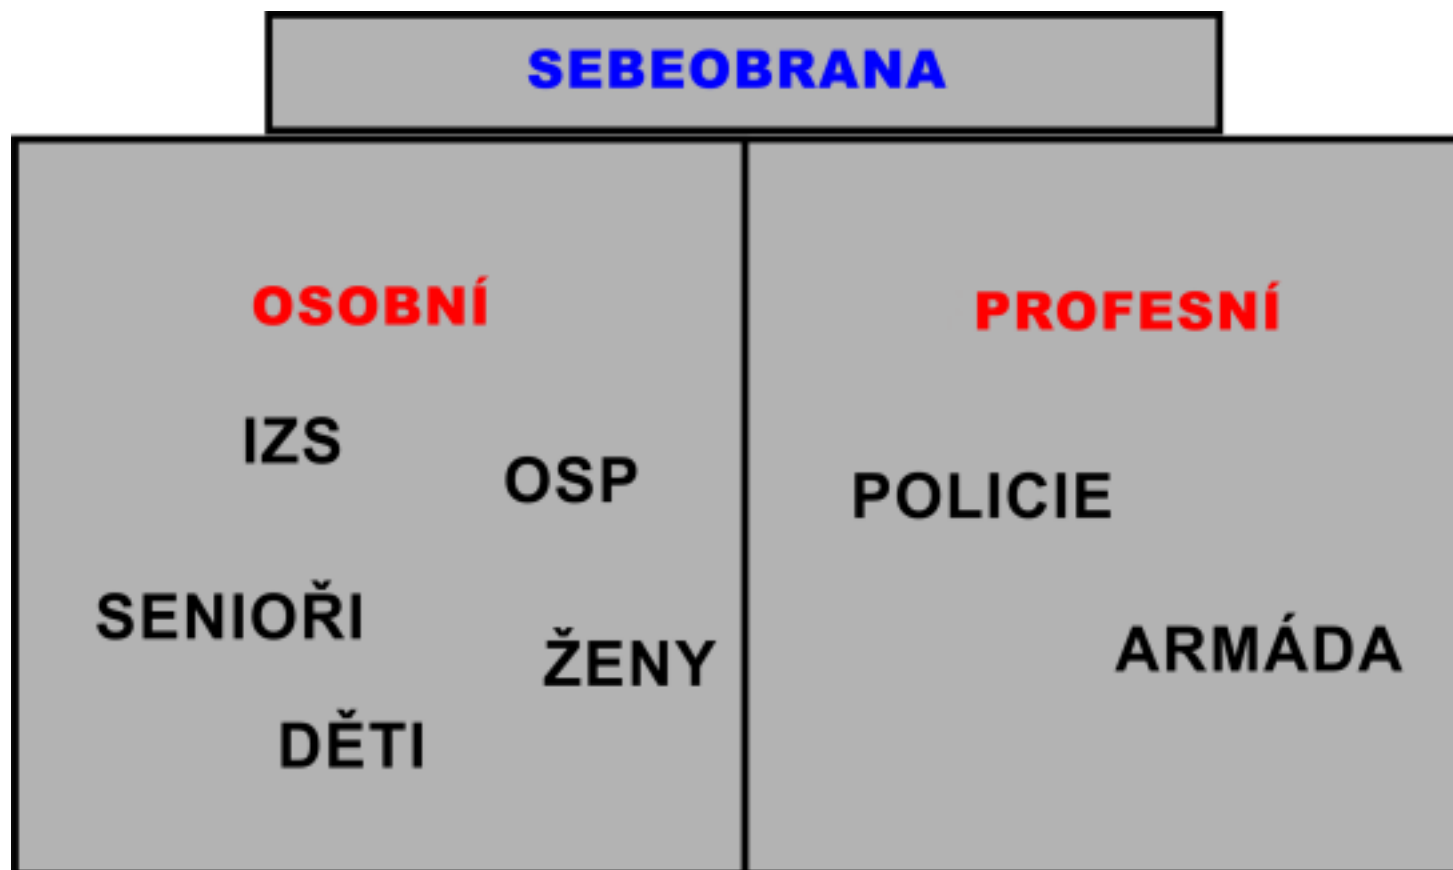 SEBEOBRANA
OSOBNÍ
IZS
OSP
SENIOŘI
ŽENY
DĚTI
PROFESNÍ
POLICIE
ARMÁDA